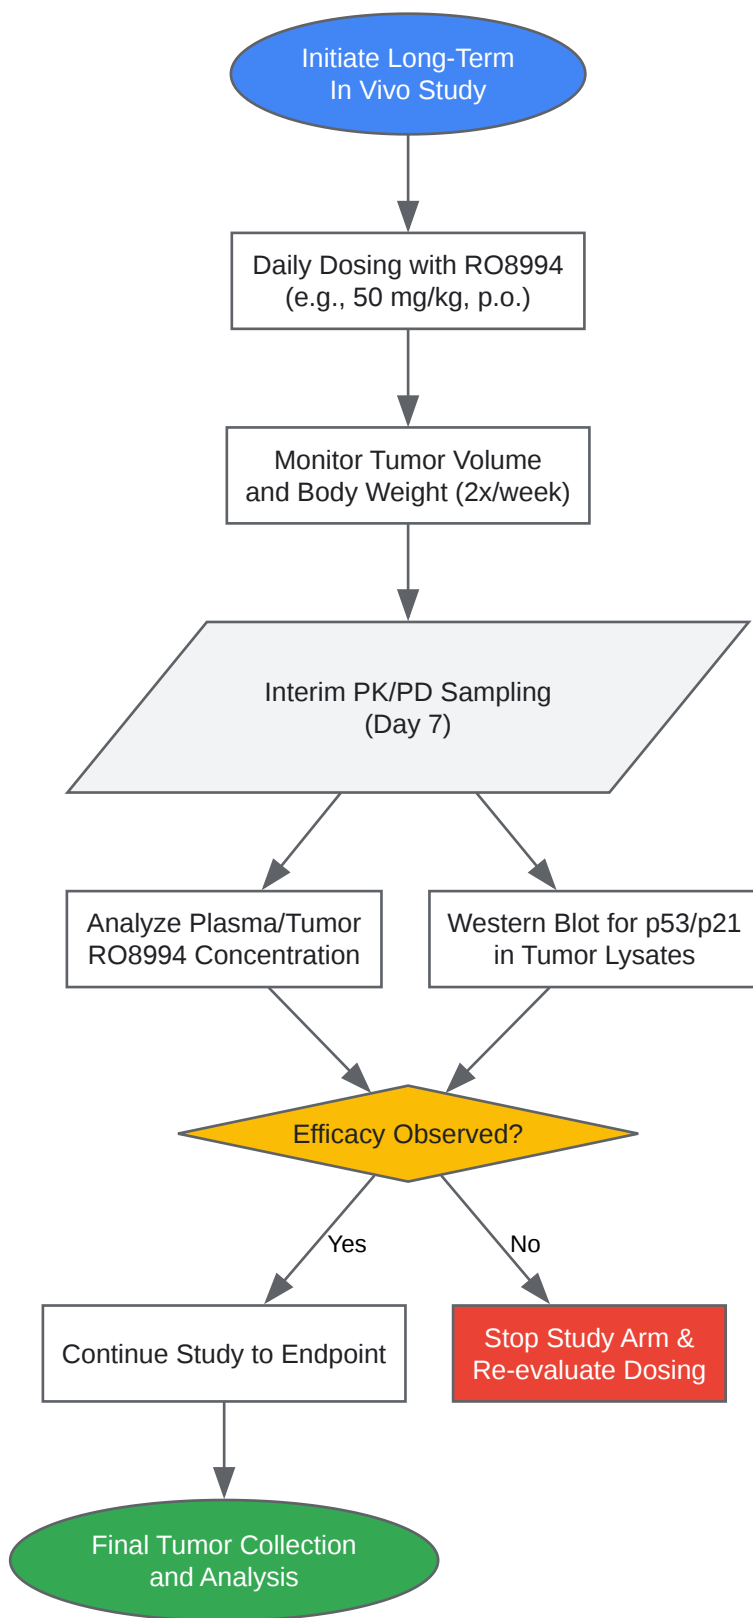 Initiate Long-Term
In Vivo Study
Daily Dosing with RO8994
(e.g., 50 mg/kg, p.o.)
Monitor Tumor Volume
and Body Weight (2x/week)
Interim PK/PD Sampling
(Day 7)
Analyze Plasma/Tumor
RO8994 Concentration
Western Blot for p53/p21
in Tumor Lysates
Efficacy Observed?
Yes
No
Continue Study to Endpoint
Stop Study Arm &
Re-evaluate Dosing
Final Tumor Collection
and Analysis